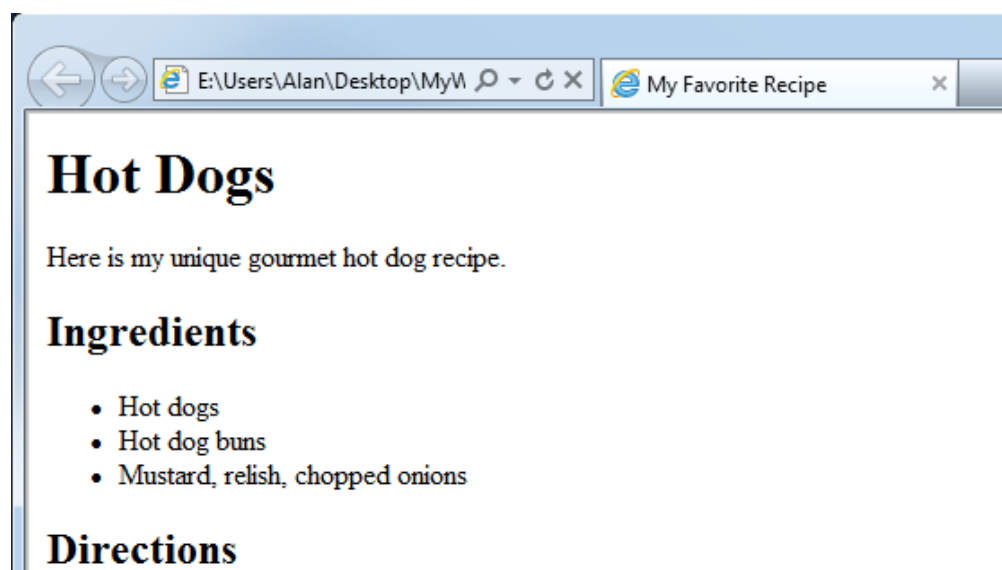 E:\Users\Alan\Desktop\MyW
My Favorite Recipe
Hot Dogs
Here is my unique gourmet hot dog recipe.
Ingredients
Hot dogs
Hot dog buns
Mustard, relish, chopped onions
Directions